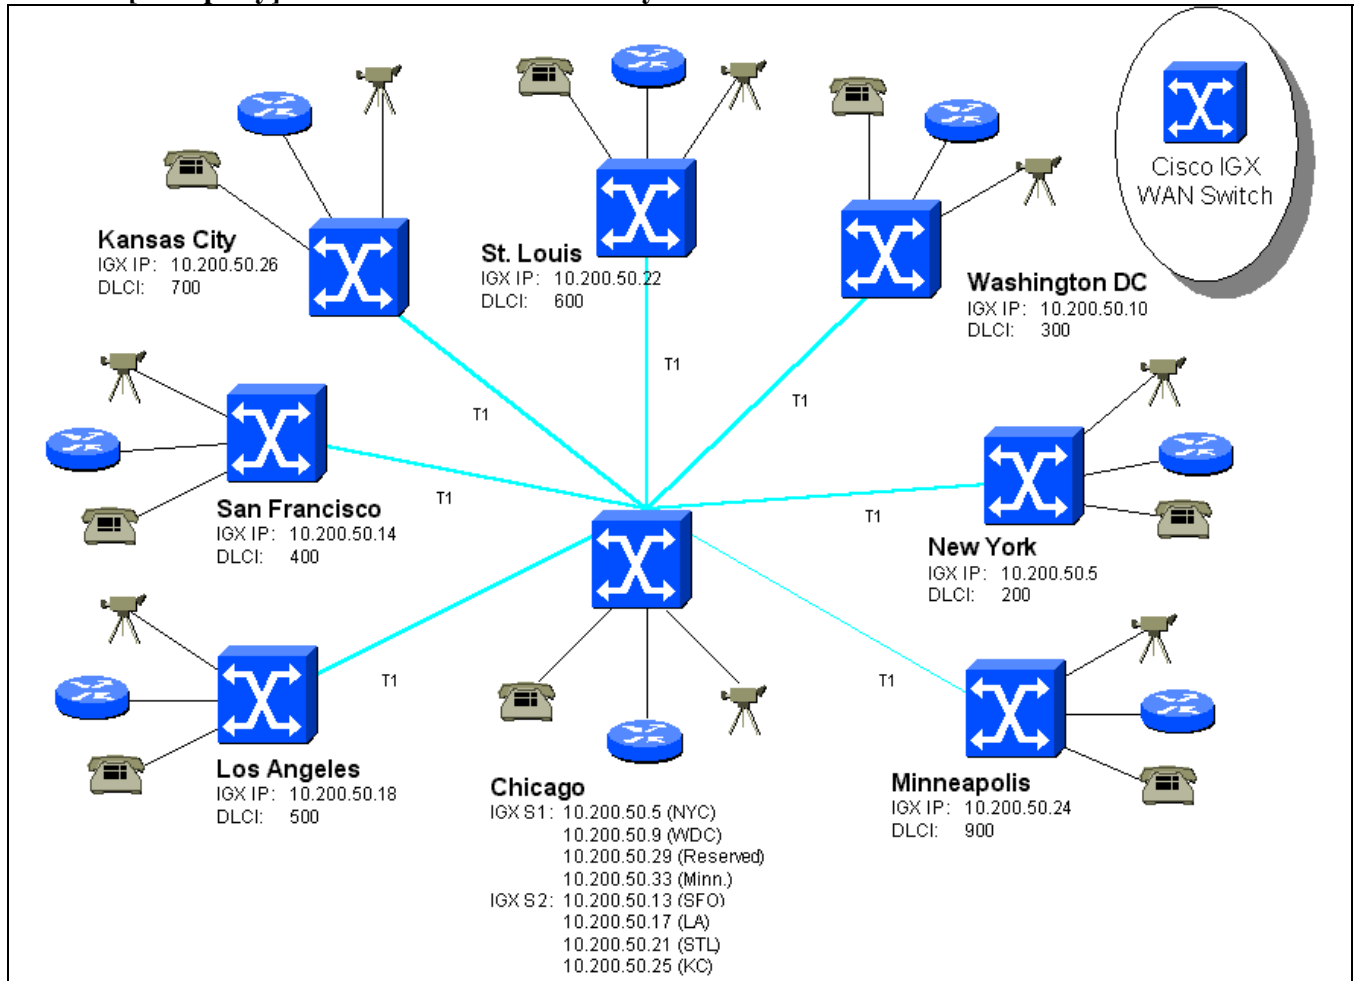 Cisco IGX
WAN Switch
Kansas City
IGX IP: 10.200.50.26
DLCI: 700
St. Louis
IGX IP: 10.200.50.22
DLCI: 600
Washington DC
IGX IP: 10.200.50.10
DLCI: 300
T1
T1
T1
San Francisco
IGX IP: 10.200.50.14
DLCI: 400
T1
T1
New York
IGX IP: 10.200.50.5
DLCI: 200
Los Angeles
IGX IP: 10.200.50.18
DLCI: 500
T1
T1
Chicago
IGX S1: 10.200.50.5 (NYC)
10.200.50.9 (WDC)
10.200.50.29 (Reserved)
10.200.50.33 (Minn.)
IGX S2: 10.200.50.13 (SFO)
10.200.50.17 (LA)
10.200.50.21 (STL)
10.200.50.25 (KC)
Minneapolis
IGX IP: 10.200.50.24
DLCI: 900